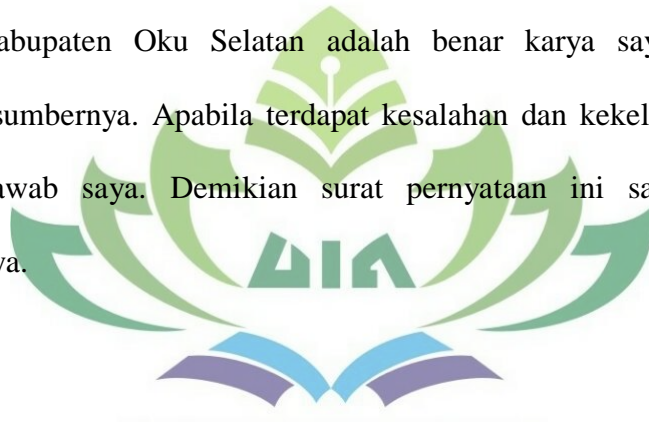 abupaten Oku Selatan adalah benar karya say
sumbernya. Apabila terdapat kesalahan dan kekel
awab saya. Demikian surat pernyataan ini sa
ya.
UIN